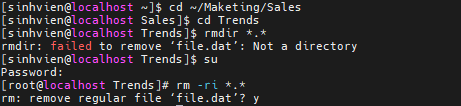 [sinhvien@localhost ~]$ cd ~/Maketing/Sales
[sinhvien@localhost Sales]$ cd Trends
[sinhvien@localhost Trends]$ rmdir *.*
rmdir: failed to remove ‘file.dat’: Not a directory
[sinhvien@localhost Trends]$ su
Password:
[root@localhost Trends]# rm -ri *.*
rm: remove regular file ‘file.dat’? y